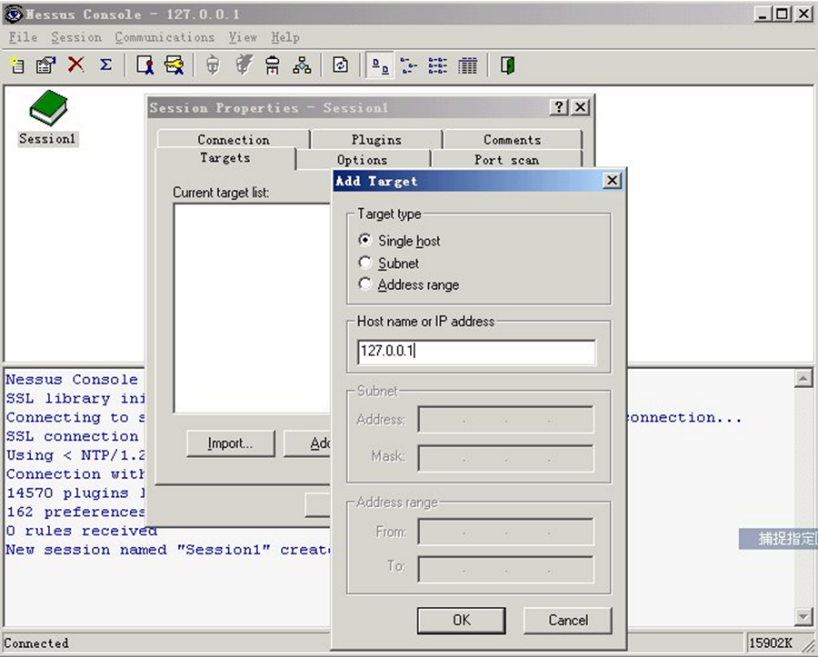 Nessus Console - 127.0.0.1
File Session Communications View Help
Session1
Session Properties - Session1
Connection Plugins Comments
Targets Options Port scan
Current target list:
Import...
Add Target
Target type
Single host
Subnet
Address range
Host name or IP address
127.0.0.1
Subnet
Address:
Mask:
Address range
From:
To:
OK Cancel
Nessus Console
SSL library
Connecting to onnection...
SSL connection
Using < NTP/1.2
Connection with
14570 plugins
162 preferences
0 rules received
New session named "Session1"
捕捉指定
Connected
15902K